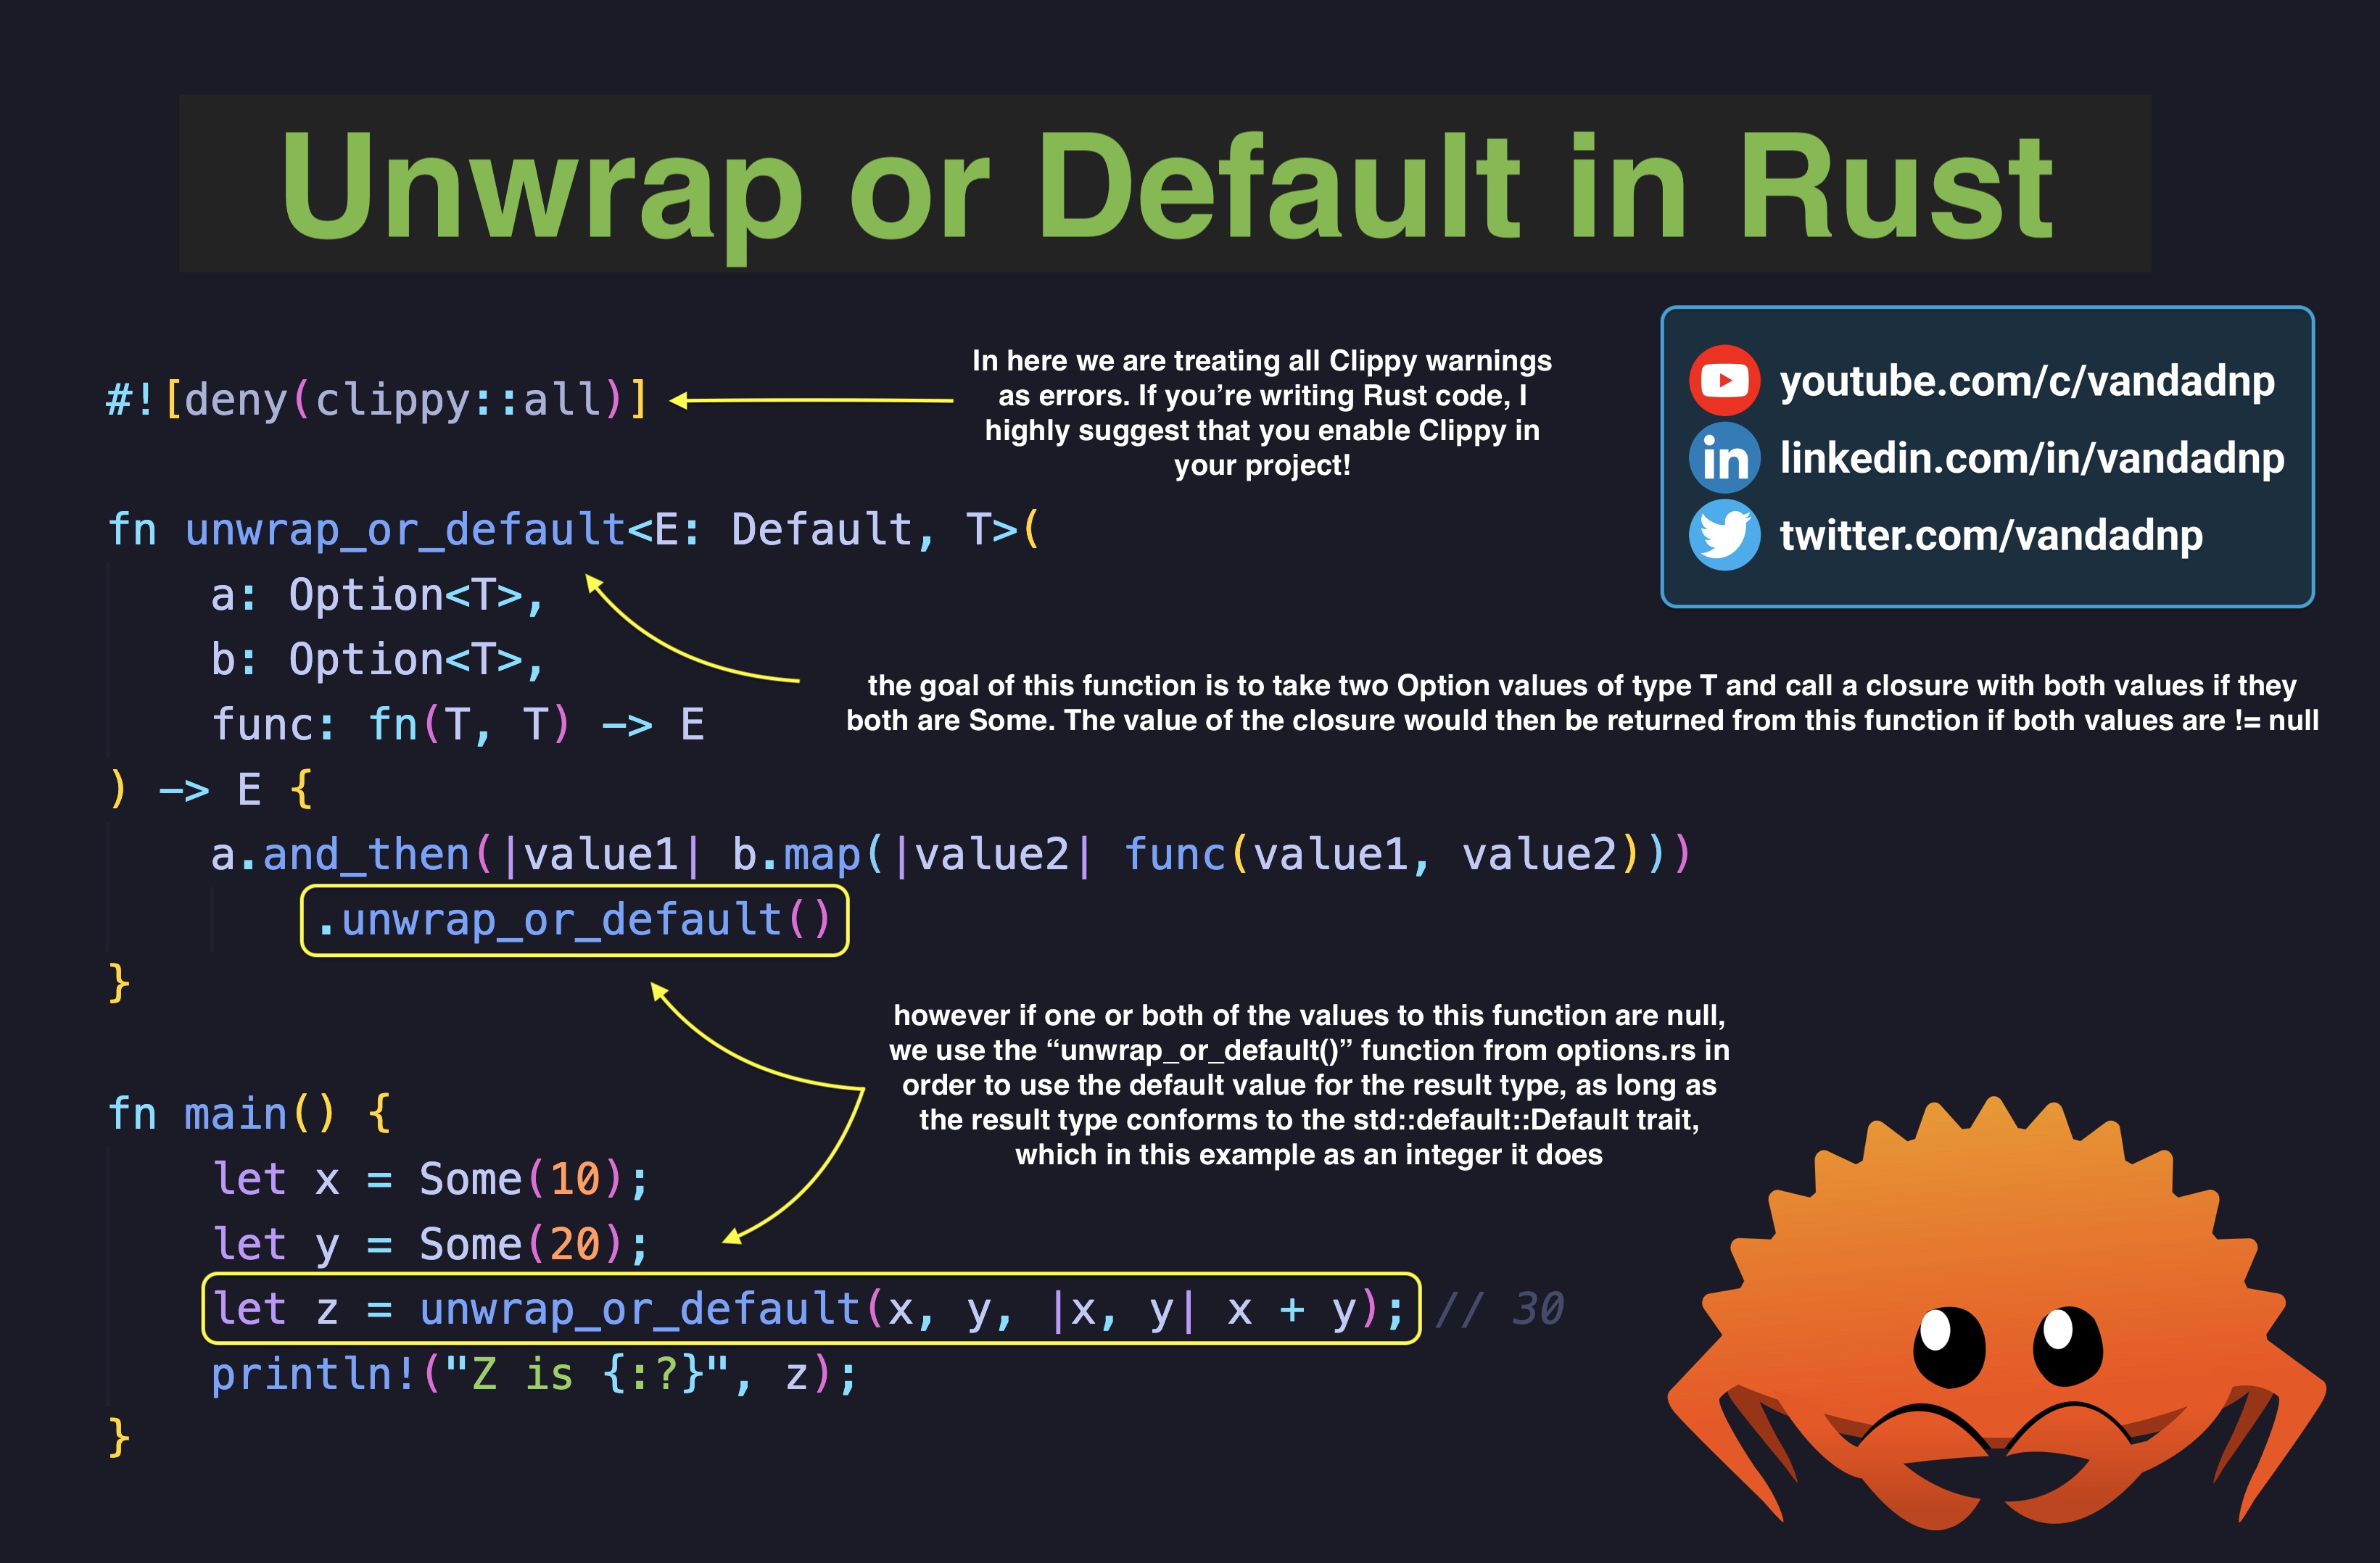 Unwrap or Default in Rust
#![deny(clippy::all)]
In here we are treating all Clippy warnings
as errors. If you’re writing Rust code, I
highly suggest that you enable Clippy in
your project!
youtube.com/c/vandadnp
linkedin.com/in/vandadnp
twitter.com/vandadnp
fn unwrap_or_default<E: Default, T>(
    a: Option<T>,
    b: Option<T>,
    func: fn(T, T) -> E
) -> E {
    a.and_then(|value1| b.map(|value2| func(value1, value2)))
        .unwrap_or_default()
}
the goal of this function is to take two Option values of type T and call a closure with both values if they
both are Some. The value of the closure would then be returned from this function if both values are != null
however if one or both of the values to this function are null,
we use the “unwrap_or_default()” function from options.rs in
order to use the default value for the result type, as long as
the result type conforms to the std::default::Default trait,
which in this example as an integer it does
fn main() {
    let x = Some(10);
    let y = Some(20);
    let z = unwrap_or_default(x, y, |x, y| x + y); // 30
    println!("Z is {:?}", z);
}